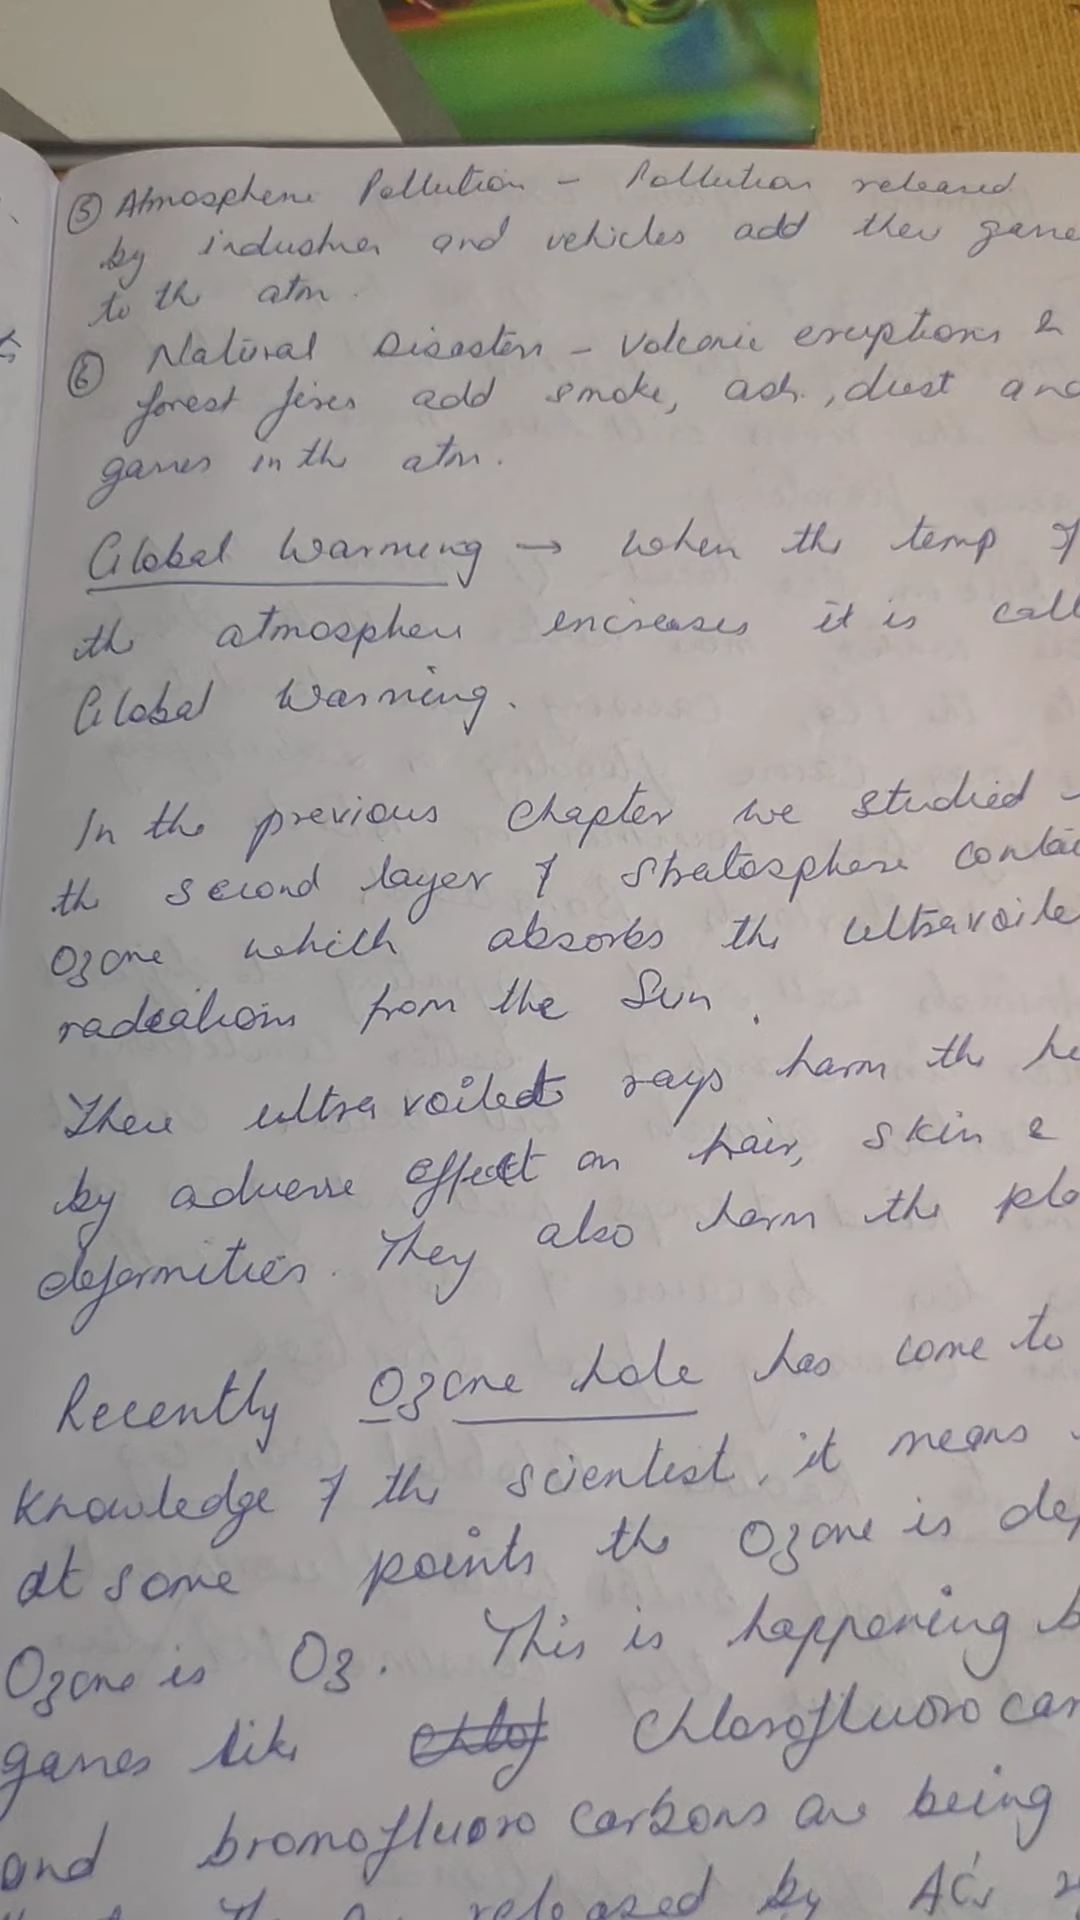 ⑤ Atmosphere Pollution - Pollution released
by industries and vehicles add these gases
to the atm.
⑥ Natural Disasters - Volcanic eruptions &
forest fires add smoke, ash, dust and
gases in the atm.
Global Warming → When the temp of
the atmosphere increases it is call
Global Warming.
In the previous chapter we studied
the second layer of stratosphere contai
Ozone which absorbs the ultravoile
radiations from the Sun.
These ultra voilet rays harm the he
by adverse effect on hair, skin &
deformities. They also harm the pla
Recently Ozone hole has come to
knowledge of the scientist. it means
at some points the Ozone is dep
Ozone is O3. This is happening b
gases like Chlorofluoro car
and bromofluoro carbons are being
released by AC's